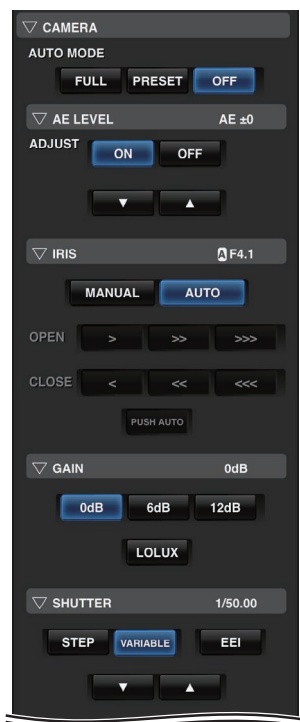 ▽ CAMERA
AUTO MODE
FULL PRESET OFF
▽ AE LEVEL AE ±0
ADJUST ON OFF
▼ ▲
▽ IRIS A F4.1
MANUAL AUTO
OPEN > >> >>>
CLOSE < << <<<
PUSH AUTO
▽ GAIN 0dB
0dB 6dB 12dB
LOLUX
▽ SHUTTER 1/50.00
STEP VARIABLE EEI
▼ ▲